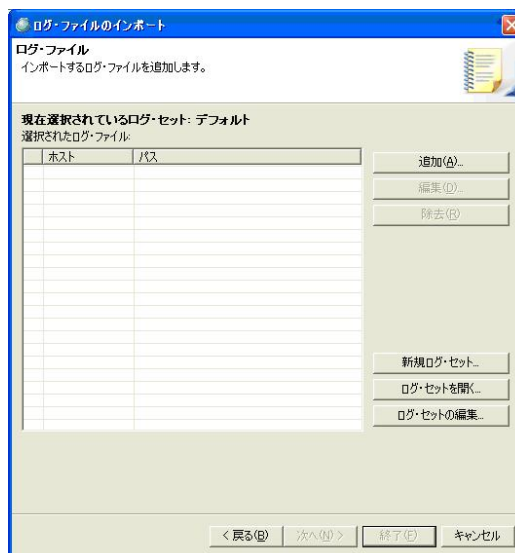 ログ・ファイルのインポート
ログ・ファイル
インポートするログ・ファイルを追加します。
現在選択されているログ・セット: デフォルト
選択されたログ・ファイル:
ホスト パス
追加(A)...
編集(D)...
除去(R)
新規ログ・セット...
ログ・セットを開く...
ログ・セットの編集...
< 戻る(B) 次へ(N) > 終了(F) キャンセル